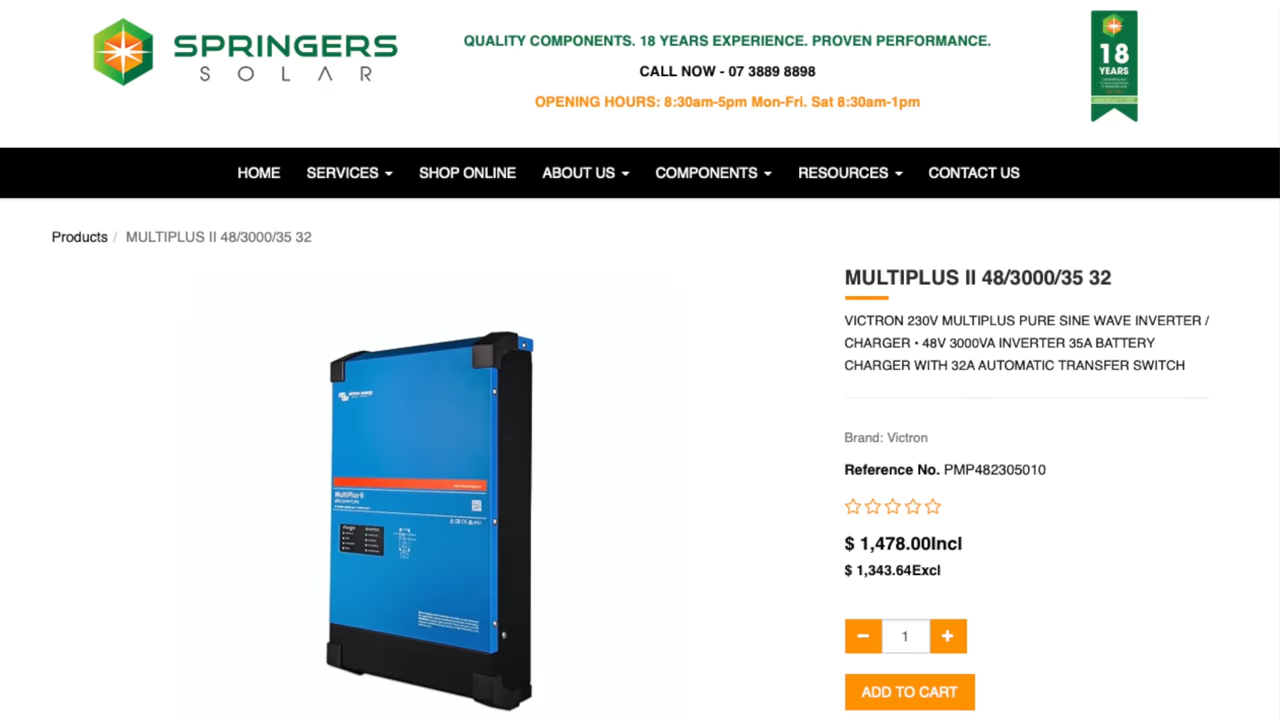 SPRINGERS
SOLAR
QUALITY COMPONENTS. 18 YEARS EXPERIENCE. PROVEN PERFORMANCE.
CALL NOW - 07 3889 8898
OPENING HOURS: 8:30am-5pm Mon-Fri. Sat 8:30am-1pm
18
YEARS
HOME SERVICES SHOP ONLINE ABOUT US COMPONENTS RESOURCES CONTACT US
Products / MULTIPLUS II 48/3000/35 32
MULTIPLUS II 48/3000/35 32
VICTRON 230V MULTIPLUS PURE SINE WAVE INVERTER /
CHARGER • 48V 3000VA INVERTER 35A BATTERY
CHARGER WITH 32A AUTOMATIC TRANSFER SWITCH
Brand: Victron
Reference No. PMP482305010
$ 1,478.00Incl
$ 1,343.64Excl
1
ADD TO CART
victron energy
MultiPlus-II
charger inverter